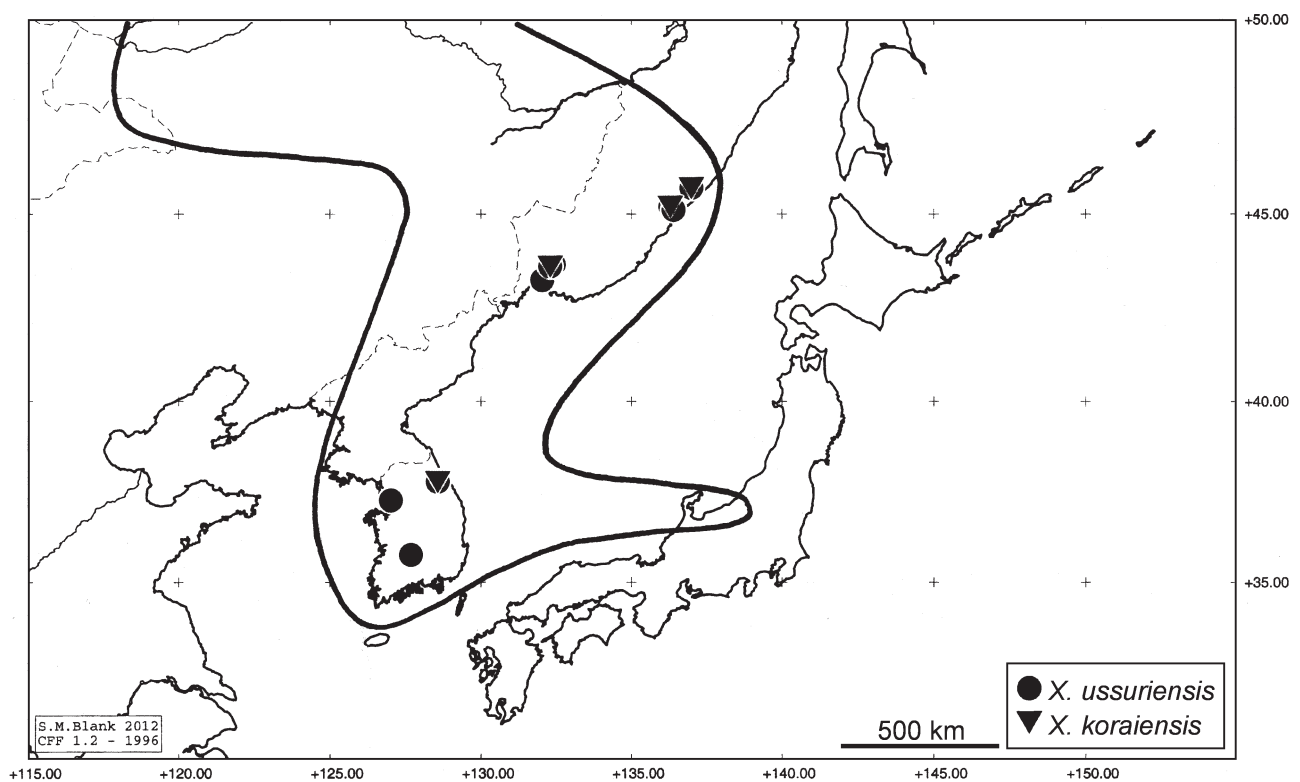 +50.00
+45.00
+40.00
+35.00
500 km
X. ussuriensis
X. koraiensis
S.M.Blank 2012
CFF 1.2 - 1996
+115.00 +120.00 +125.00 +130.00 +135.00 +140.00 +145.00 +150.00